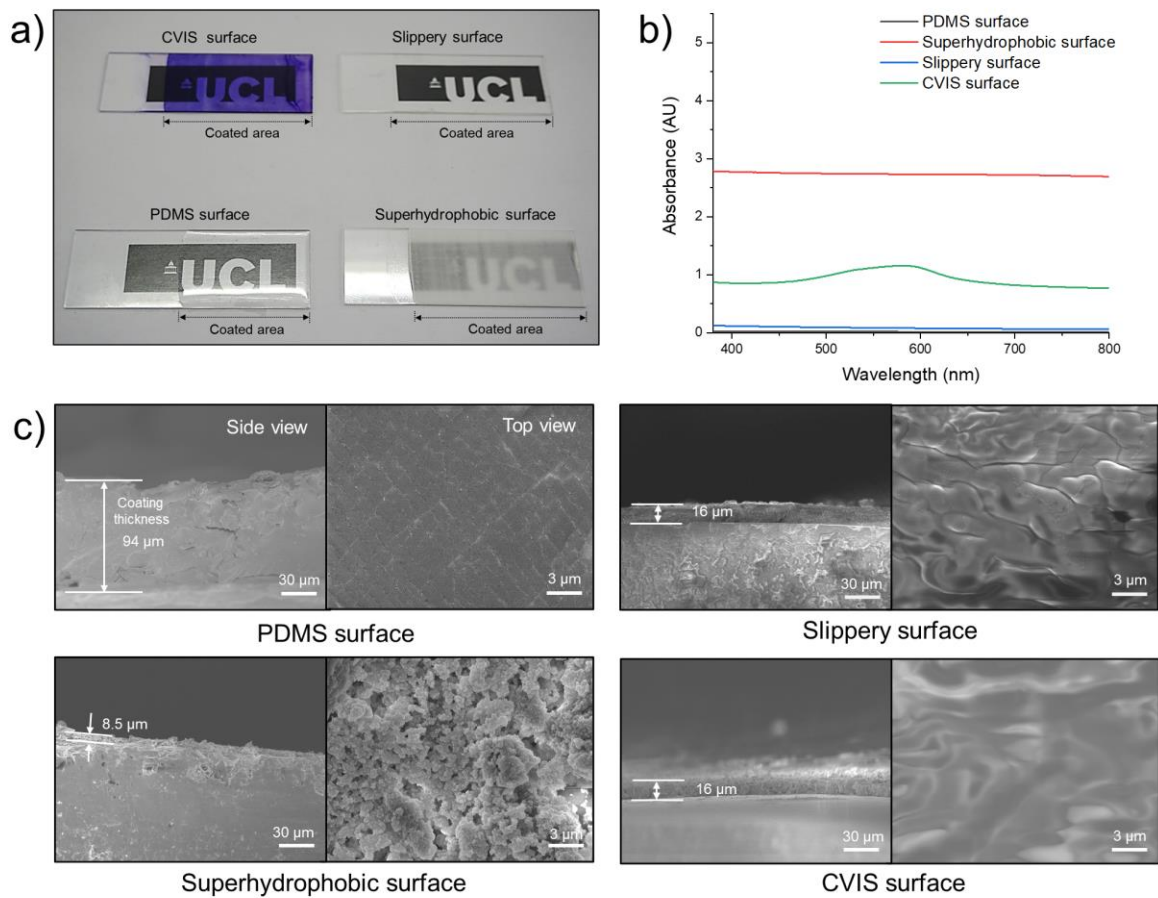 a)
CVIS surface
Slippery surface
UCL
UCL
Coated area
Coated area
PDMS surface
Superhydrophobic surface
UCL
UCL
Coated area
Coated area
b)
PDMS surface
Superhydrophobic surface
Slippery surface
CVIS surface
5
4
3
2
1
0
Absorbance (AU)
400
500
600
700
800
Wavelength (nm)
c)
Side view
Top view
Coating
thickness
94 µm
30 µm
3 µm
PDMS surface
16 µm
30 µm
3 µm
Slippery surface
8.5 µm
30 µm
3 µm
Superhydrophobic surface
16 µm
30 µm
3 µm
CVIS surface